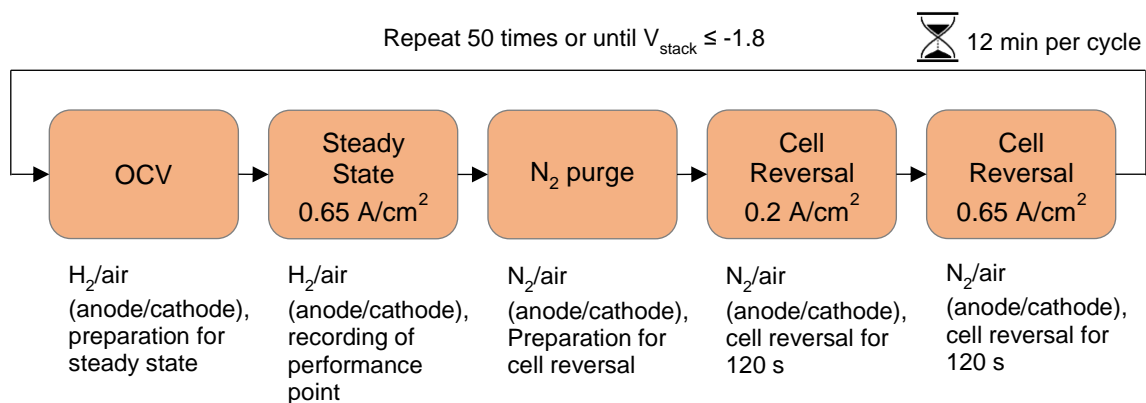 Repeat 50 times or until V_stack ≤ -1.8
12 min per cycle
OCV
Steady
State
0.65 A/cm²
N₂ purge
Cell
Reversal
0.2 A/cm²
Cell
Reversal
0.65 A/cm²
H₂/air
(anode/cathode),
preparation for
steady state
H₂/air
(anode/cathode),
recording of
performance
point
N₂/air
(anode/cathode),
Preparation for
cell reversal
N₂/air
(anode/cathode),
cell reversal for
120 s
N₂/air
(anode/cathode),
cell reversal for
120 s